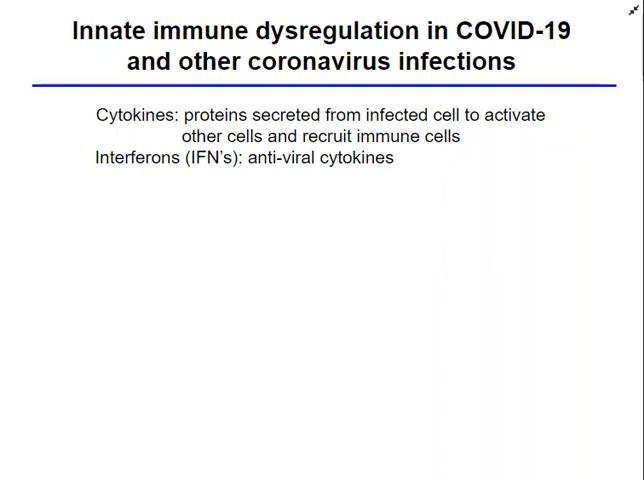 Innate immune dysregulation in COVID-19
and other coronavirus infections
Cytokines: proteins secreted from infected cell to activate
other cells and recruit immune cells
Interferons (IFN's): anti-viral cytokines